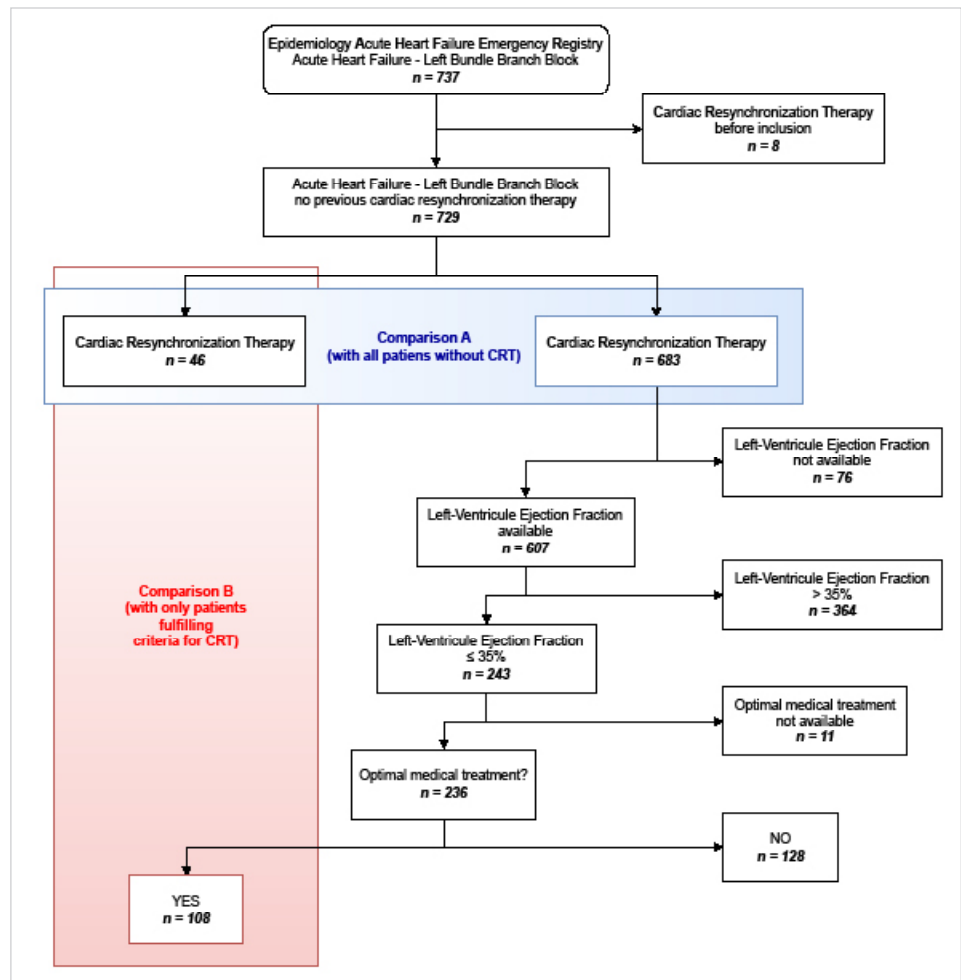 Epidemiology Acute Heart Failure Emergency Registry
Acute Heart Failure - Left Bundle Branch Block
n = 737
Cardiac Resynchronization Therapy
before inclusion
n = 8
Acute Heart Failure - Left Bundle Branch Block
no previous cardiac resynchronization therapy
n = 729
Cardiac Resynchronization Therapy
n = 46
Comparison A
(with all patiens without CRT)
Cardiac Resynchronization Therapy
n = 683
Left-Ventricule Ejection Fraction
not available
n = 76
Left-Ventricule Ejection Fraction
available
n = 607
Left-Ventricule Ejection Fraction
> 35%
n = 364
Comparison B
(with only patients
fulfilling
criteria for CRT)
Left-Ventricule Ejection Fraction
≤ 35%
n = 243
Optimal medical treatment
not available
n = 11
Optimal medical treatment?
n = 236
NO
n = 128
YES
n = 108